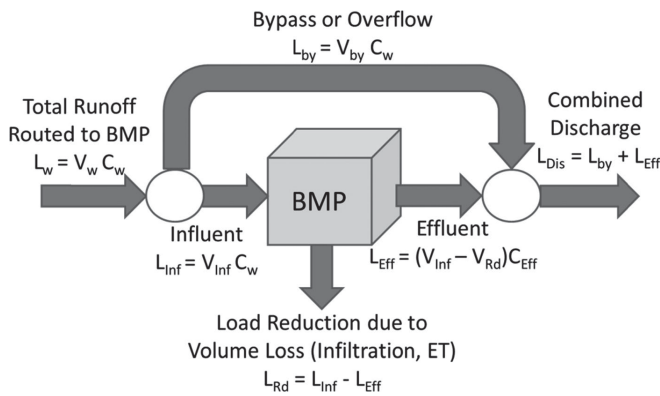 Bypass or Overflow
L_by = V_by C_w
Total Runoff
Routed to BMP
L_w = V_w C_w
Combined
Discharge
L_Dis = L_by + L_Eff
BMP
Influent
L_Inf = V_Inf C_w
Effluent
L_Eff = (V_Inf – V_Rd)C_Eff
Load Reduction due to
Volume Loss (Infiltration, ET)
L_Rd = L_Inf - L_Eff